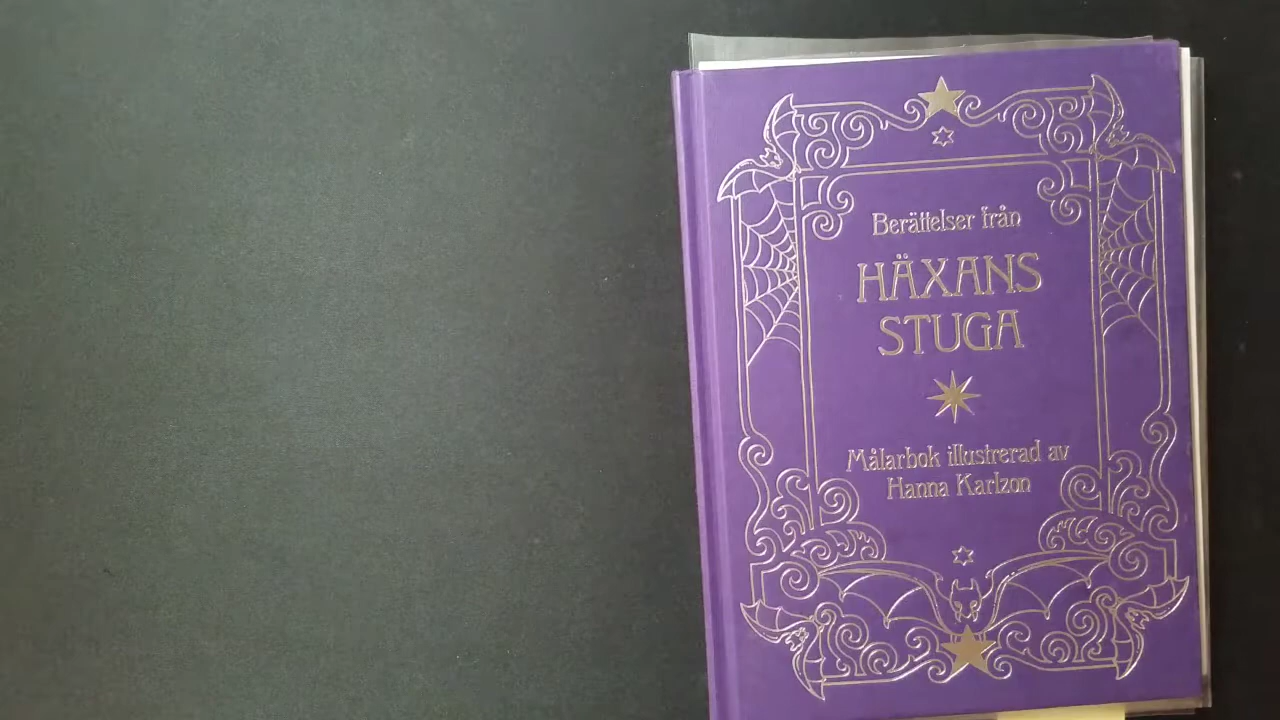 Berättelser från
HÄXANS
STUGA
Målarbok illustrerad av
Hanna Karlzon